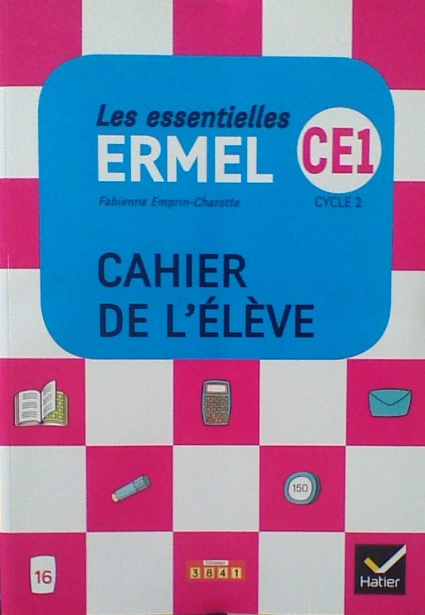 Les essentielles
ERMEL
CE1
Fabienne Emprin-Charotte
CYCLE 2
CAHIER
DE L'ÉLÈVE
150
16
3841
Hatier